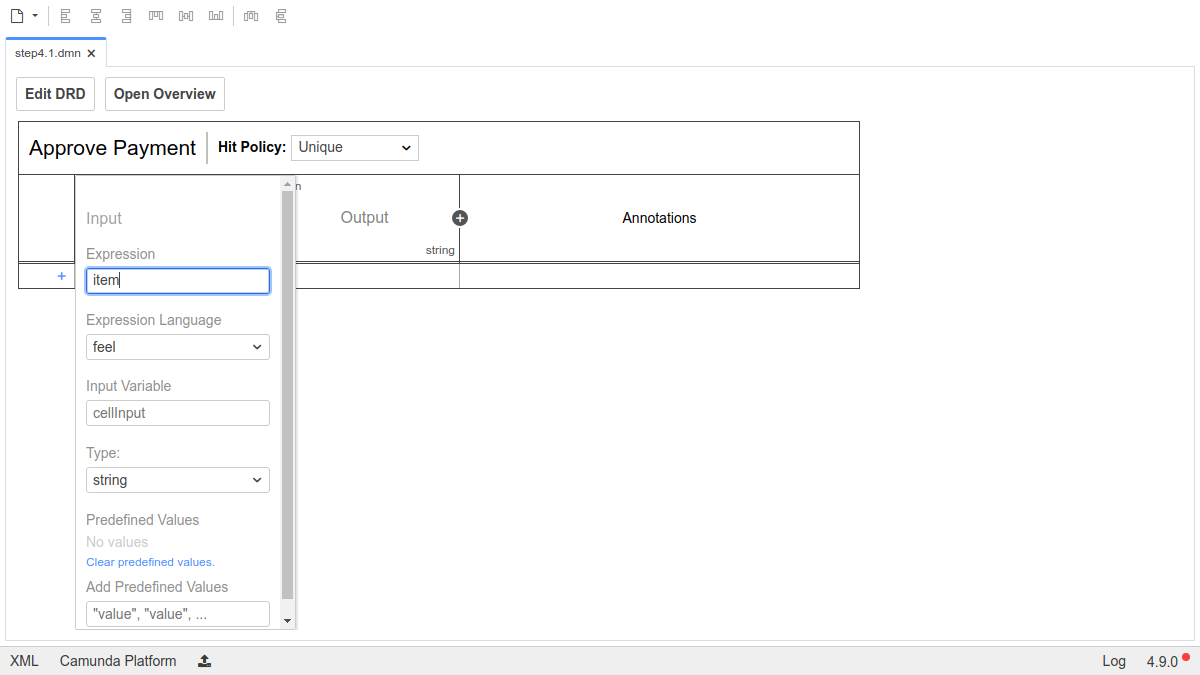 step4.1.dmn
Edit DRD
Open Overview
Approve Payment
Hit Policy:
Unique
n
Input
Output
Annotations
string
Expression
item
Expression Language
feel
Input Variable
cellInput
Type:
string
Predefined Values
No values
Clear predefined values.
Add Predefined Values
"value", "value", ...
XML
Camunda Platform
Log
4.9.0